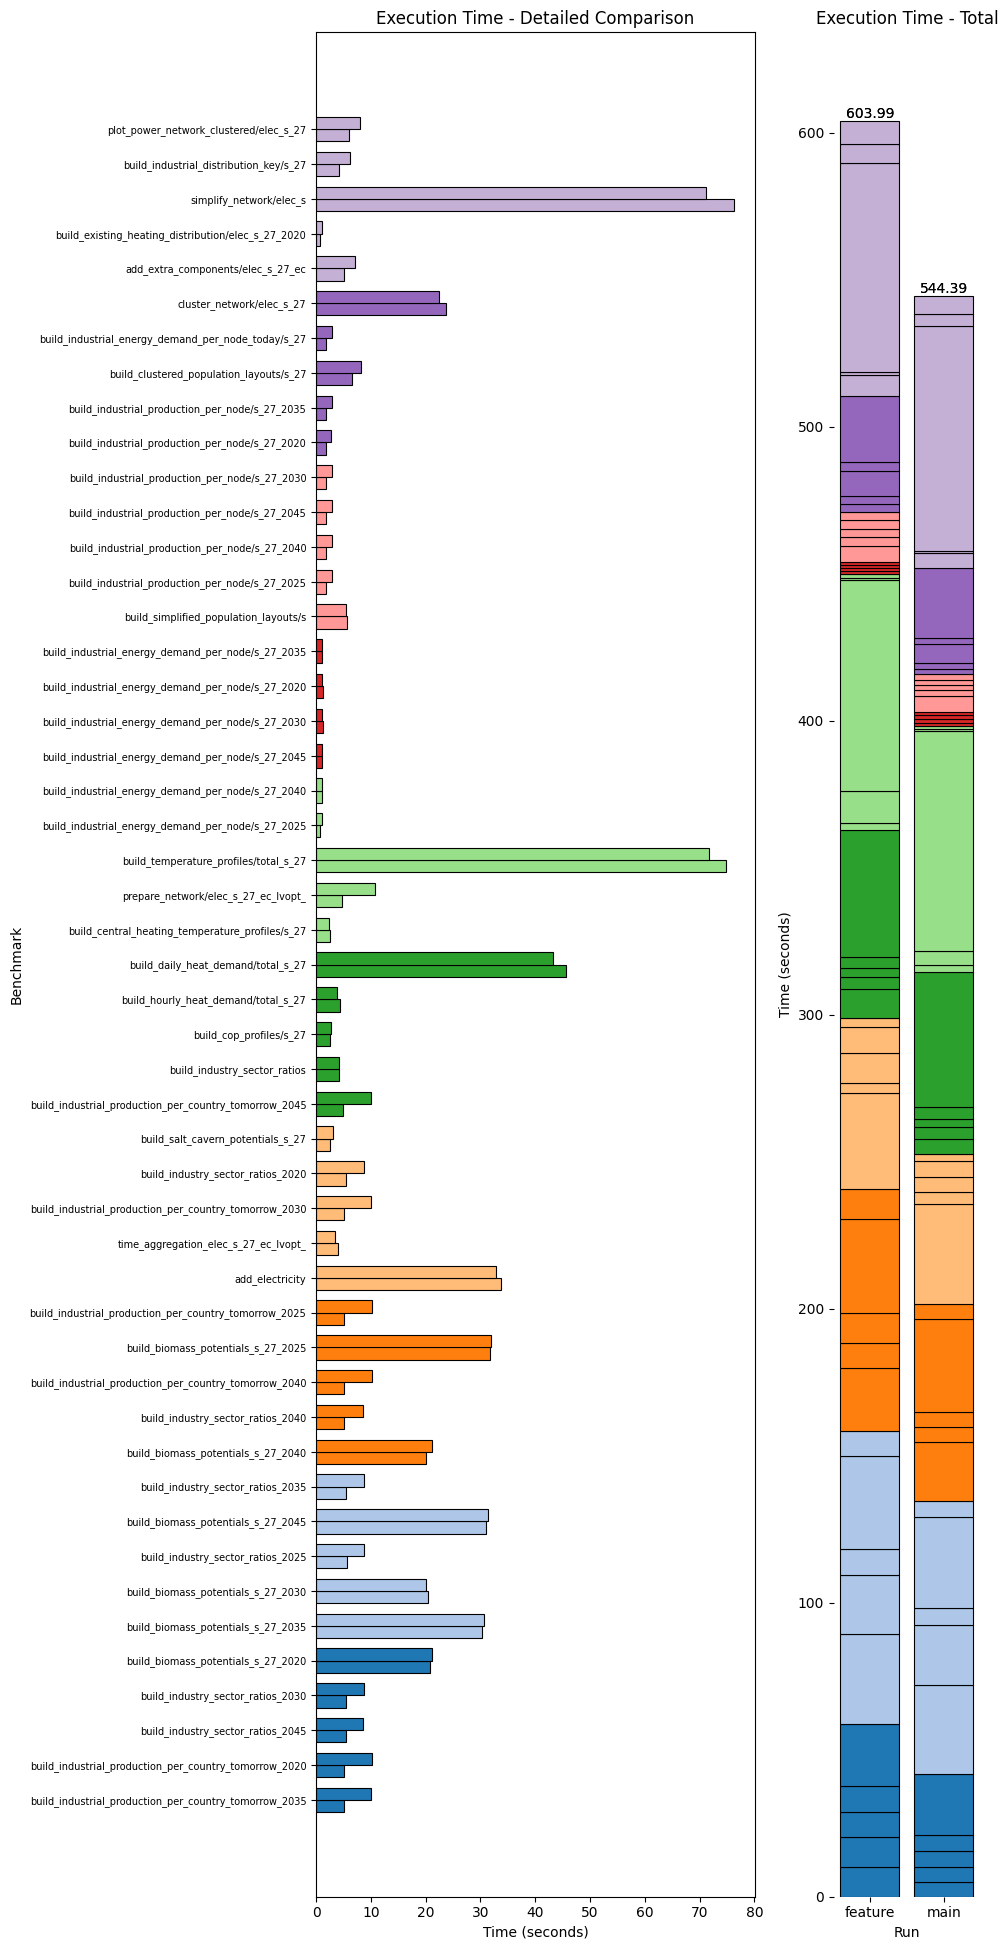 Execution Time - Detailed Comparison
Benchmark
plot_power_network_clustered/elec_s_27
build_industrial_distribution_key/s_27
simplify_network/elec_s
build_existing_heating_distribution/elec_s_27_2020
add_extra_components/elec_s_27_ec
cluster_network/elec_s_27
build_industrial_energy_demand_per_node_today/s_27
build_clustered_population_layouts/s_27
build_industrial_production_per_node/s_27_2035
build_industrial_production_per_node/s_27_2020
build_industrial_production_per_node/s_27_2030
build_industrial_production_per_node/s_27_2045
build_industrial_production_per_node/s_27_2040
build_industrial_production_per_node/s_27_2025
build_simplified_population_layouts/s
build_industrial_energy_demand_per_node/s_27_2035
build_industrial_energy_demand_per_node/s_27_2020
build_industrial_energy_demand_per_node/s_27_2030
build_industrial_energy_demand_per_node/s_27_2045
build_industrial_energy_demand_per_node/s_27_2040
build_industrial_energy_demand_per_node/s_27_2025
build_temperature_profiles/total_s_27
prepare_network/elec_s_27_ec_lvopt_
build_central_heating_temperature_profiles/s_27
build_daily_heat_demand/total_s_27
build_hourly_heat_demand/total_s_27
build_cop_profiles/s_27
build_industry_sector_ratios
build_industrial_production_per_country_tomorrow_2045
build_salt_cavern_potentials_s_27
build_industry_sector_ratios_2020
build_industrial_production_per_country_tomorrow_2030
time_aggregation_elec_s_27_ec_lvopt_
add_electricity
build_industrial_production_per_country_tomorrow_2025
build_biomass_potentials_s_27_2025
build_industrial_production_per_country_tomorrow_2040
build_industry_sector_ratios_2040
build_biomass_potentials_s_27_2040
build_industry_sector_ratios_2035
build_biomass_potentials_s_27_2045
build_industry_sector_ratios_2025
build_biomass_potentials_s_27_2030
build_biomass_potentials_s_27_2035
build_biomass_potentials_s_27_2020
build_industry_sector_ratios_2030
build_industry_sector_ratios_2045
build_industrial_production_per_country_tomorrow_2020
build_industrial_production_per_country_tomorrow_2035
0 10 20 30 40 50 60 70 80
Time (seconds)
Execution Time - Total
603.99
544.39
Time (seconds)
600
500
400
300
200
100
0
feature main
Run